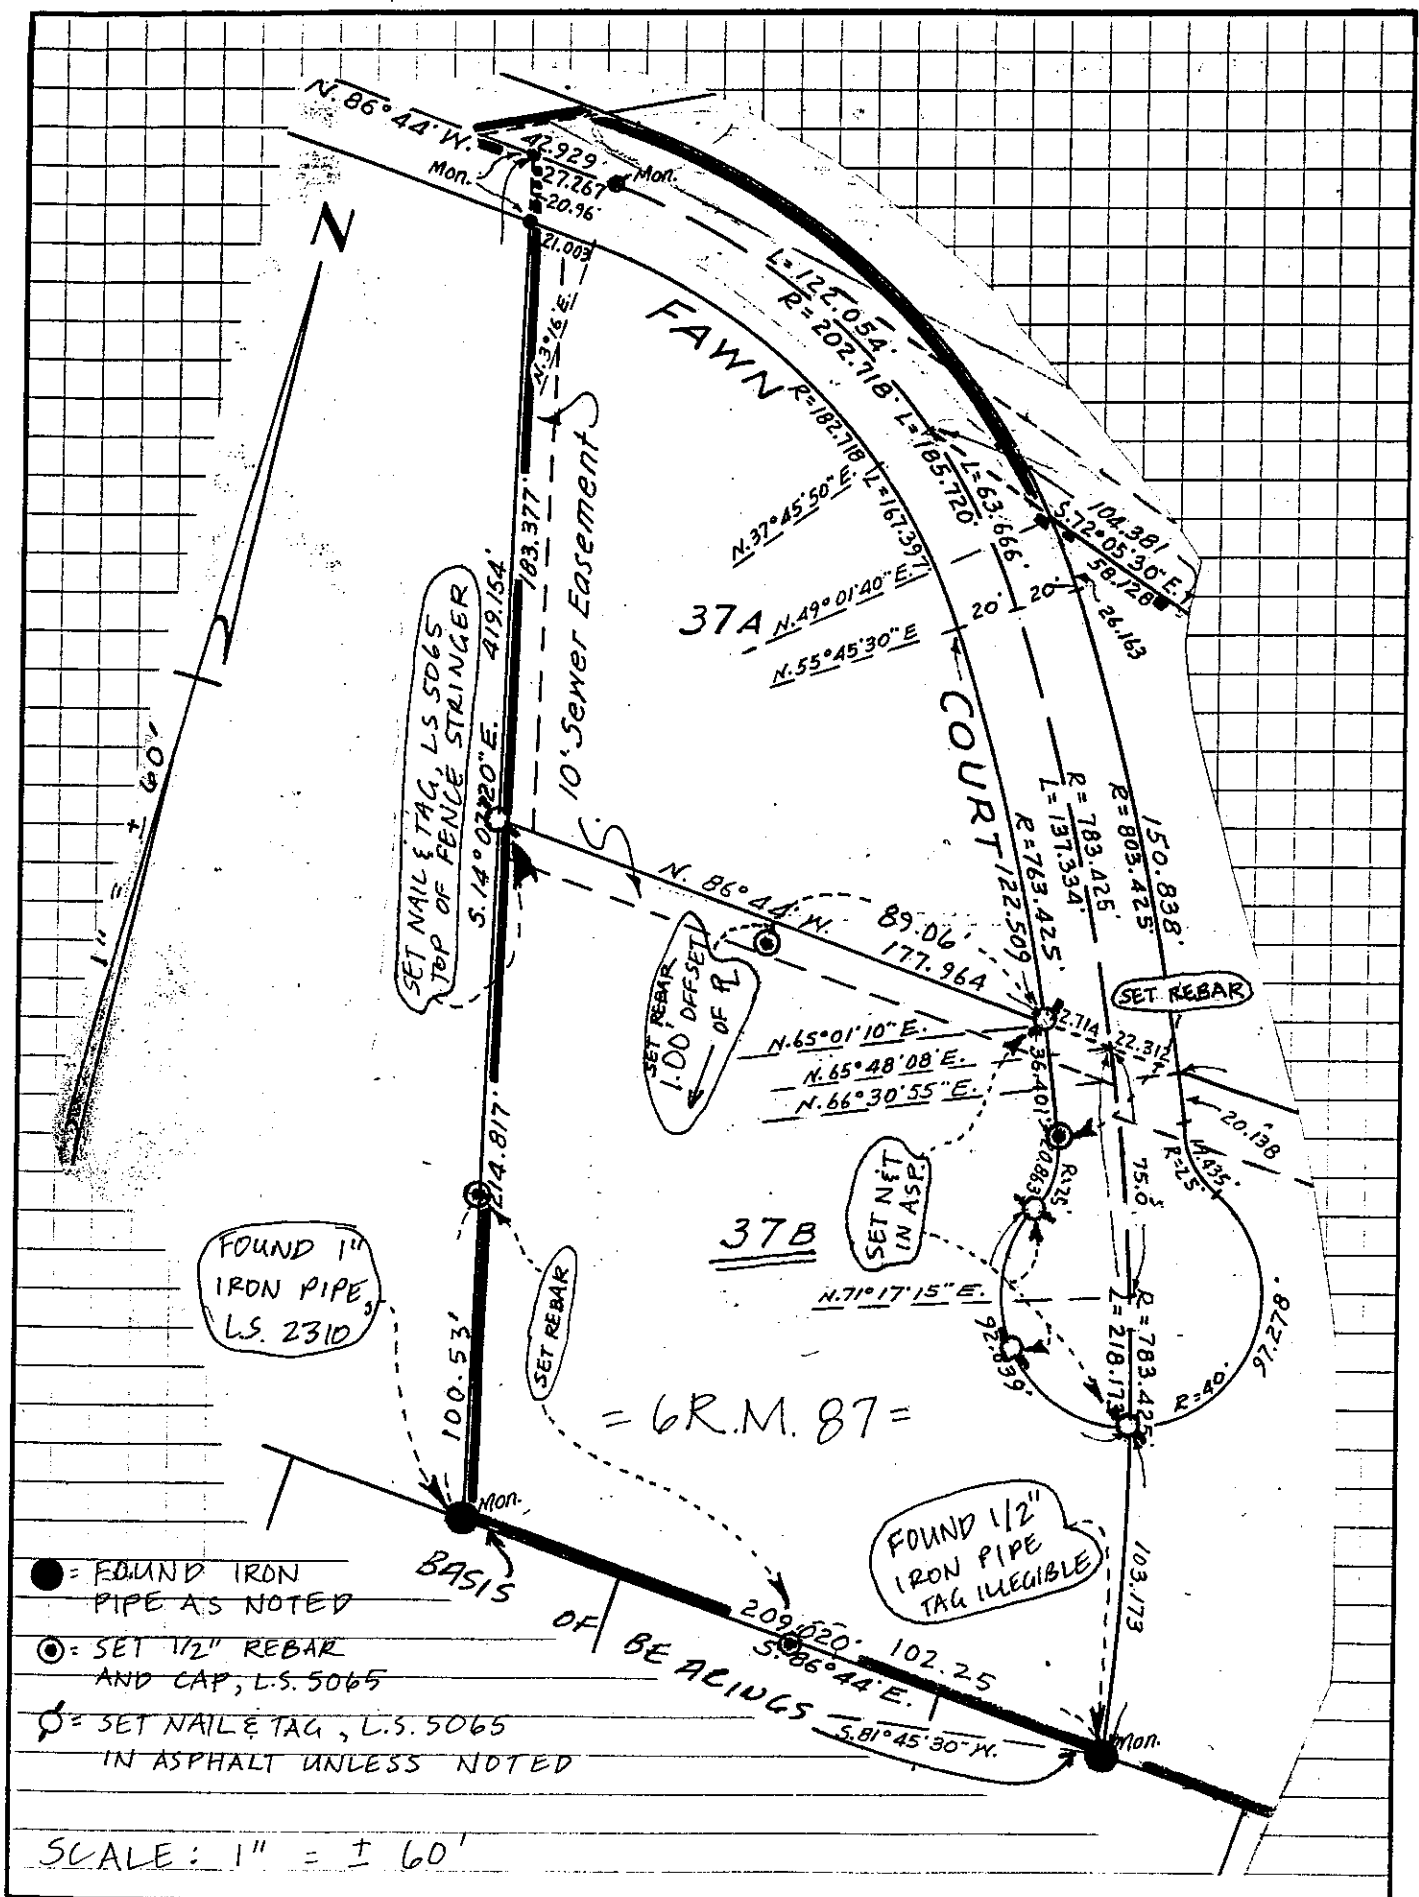 N. 86°44' W.
42.929'
27.267
20.96'
Mon.
Mon.
21.003
N
N. 3°16' E.
L=122.054'
R=202.718'
L=185.720'
L=63.666'
FAWN
R=182.718
L=167.397
104.381
S. 72°05'30" E.
58.128
26.163
N. 37°45'50" E.
N. 49°01'40" E.
N. 55°45'30" E
20'
20'
37A
183.377'
10' Sewer Easement
S. 14°02'20" E. 419.154'
SET NAIL & TAG, LS 5065
TOP OF FENCE STRINGER
1" = ± 60'
COURT
122.509
R=763.425'
R=783.425'
L=137.334'
R=803.425'
150.838'
N. 86°44' W.
89.06'
177.964
SET REBAR
1.00' OFFSET
OF PL
SET REBAR
22.312
N. 65°01'10" E.
N. 65°48'08" E.
N. 66°30'55" E.
36.401'
20.138
R=25'
20.863
R=25'
75.0
214.817'
SET N&T
IN ASP.
37B
N. 71°17'15" E.
92.839'
R=783.425'
L=218.173
R=40'
97.278'
FOUND 1"
IRON PIPE,
L.S. 2310
SET REBAR
100.53'
= 6 R.M. 87 =
Mon.
FOUND 1/2"
IRON PIPE
TAG ILLEGIBLE
103.173
BASIS
OF
BEARINGS
209.020'
S. 86°44' E.
102.25
S. 81°45'30" W.
Mon.
= FOUND IRON
PIPE AS NOTED
= SET 1/2" REBAR
AND CAP, L.S. 5065
= SET NAIL & TAG, L.S. 5065
IN ASPHALT UNLESS NOTED
SCALE: 1" = ± 60'